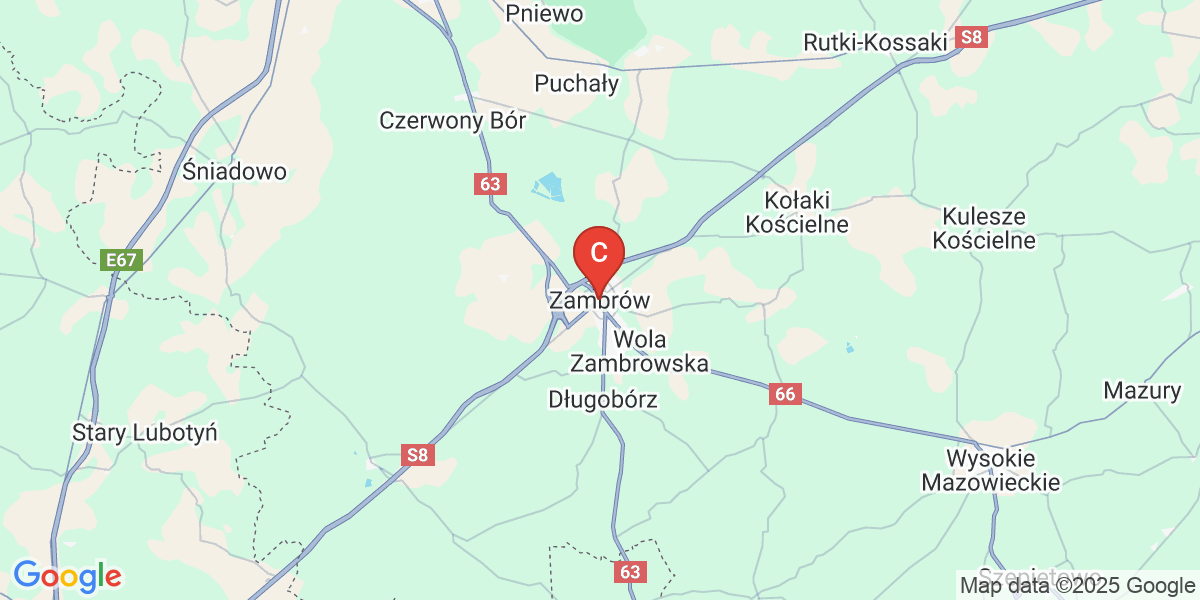 Pniewo
Rutki-Kossaki
S8
Puchały
Czerwony Bór
Śniadowo
63
Kołaki
Kościelne
Kulesze
Kościelne
E67
C
Zambrów
Wola
Zambrowska
Długobórz
66
Mazury
Stary Lubotyń
S8
Wysokie
Mazowieckie
63
Szepietowo
Google
Map data ©2025 Google